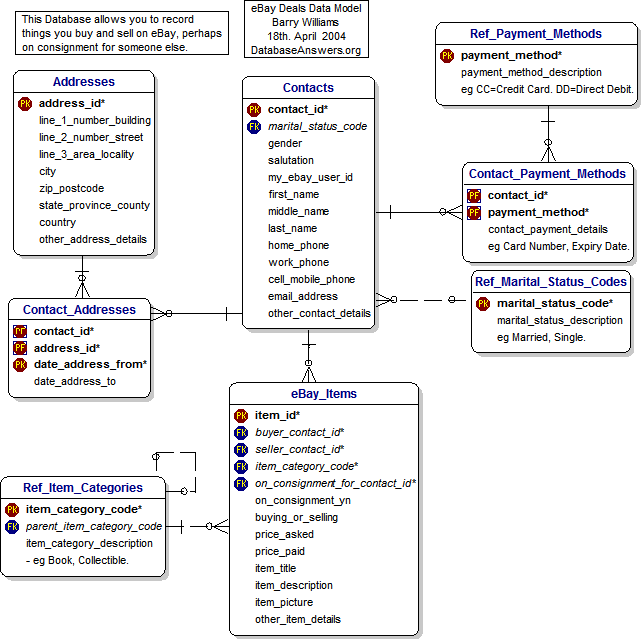 This Database allows you to record
things you buy and sell on eBay, perhaps
on consignment for someone else.
eBay Deals Data Model
Barry Williams
18th. April 2004
DatabaseAnswers.org
Ref_Payment_Methods
PK payment_method*
payment_method_description
eg CC=Credit Card. DD=Direct Debit.
Addresses
PK address_id*
line_1_number_building
line_2_number_street
line_3_area_locality
city
zip_postcode
state_province_county
country
other_address_details
Contacts
PK contact_id*
FK marital_status_code
gender
salutation
my_ebay_user_id
first_name
middle_name
last_name
home_phone
work_phone
cell_mobile_phone
email_address
other_contact_details
Contact_Payment_Methods
PF contact_id*
PF payment_method*
contact_payment_details
eg Card Number, Expiry Date.
Ref_Marital_Status_Codes
PK marital_status_code*
marital_status_description
eg Married, Single.
Contact_Addresses
PF contact_id*
PF address_id*
PK date_address_from*
date_address_to
eBay_Items
PK item_id*
FK buyer_contact_id*
FK seller_contact_id*
FK item_category_code*
FK on_consignment_for_contact_id*
on_consignment_yn
buying_or_selling
price_asked
price_paid
item_title
item_description
item_picture
other_item_details
Ref_Item_Categories
PK item_category_code*
FK parent_item_category_code
item_category_description
- eg Book, Collectible.